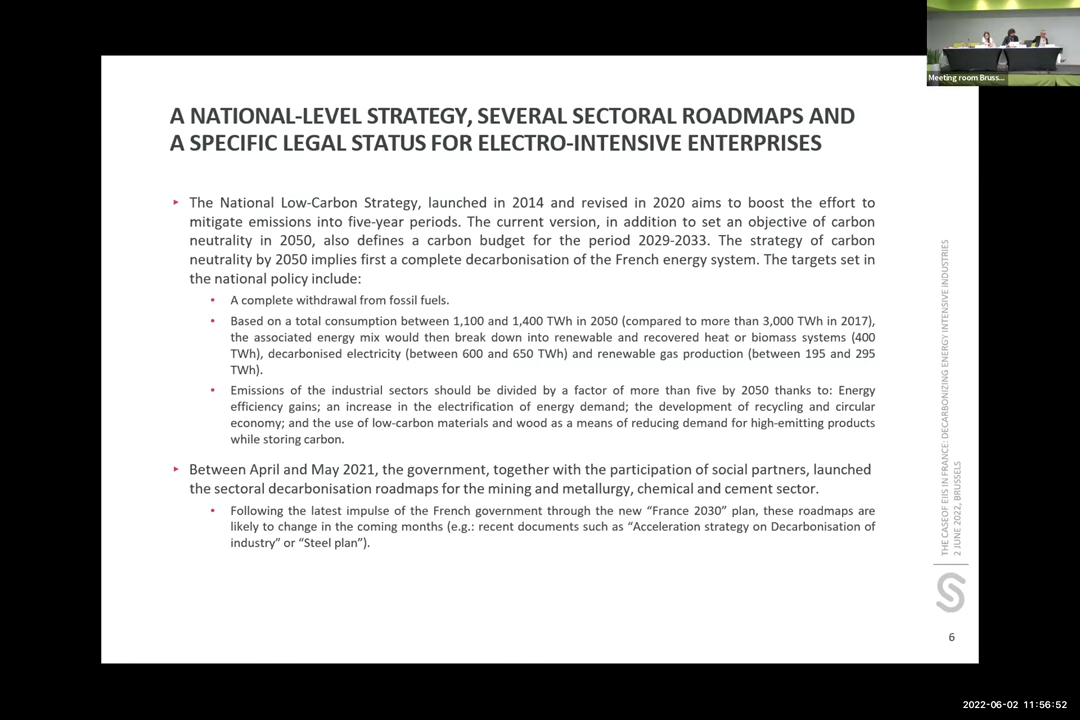 Meeting room Bruss...
A NATIONAL-LEVEL STRATEGY, SEVERAL SECTORAL ROADMAPS AND
A SPECIFIC LEGAL STATUS FOR ELECTRO-INTENSIVE ENTERPRISES
‣ The National Low-Carbon Strategy, launched in 2014 and revised in 2020 aims to boost the effort to
mitigate emissions into five-year periods. The current version, in addition to set an objective of carbon
neutrality in 2050, also defines a carbon budget for the period 2029-2033. The strategy of carbon
neutrality by 2050 implies first a complete decarbonisation of the French energy system. The targets set in
the national policy include:
• A complete withdrawal from fossil fuels.
• Based on a total consumption between 1,100 and 1,400 TWh in 2050 (compared to more than 3,000 TWh in 2017),
the associated energy mix would then break down into renewable and recovered heat or biomass systems (400
TWh), decarbonised electricity (between 600 and 650 TWh) and renewable gas production (between 195 and 295
TWh).
• Emissions of the industrial sectors should be divided by a factor of more than five by 2050 thanks to: Energy
efficiency gains; an increase in the electrification of energy demand; the development of recycling and circular
economy; and the use of low-carbon materials and wood as a means of reducing demand for high-emitting products
while storing carbon.
‣ Between April and May 2021, the government, together with the participation of social partners, launched
the sectoral decarbonisation roadmaps for the mining and metallurgy, chemical and cement sector.
• Following the latest impulse of the French government through the new “France 2030” plan, these roadmaps are
likely to change in the coming months (e.g.: recent documents such as “Acceleration strategy on Decarbonisation of
industry” or “Steel plan”).
THE CASEOF EIIS IN FRANCE: DECARBONIZING ENERGY INTENSIVE INDUSTRIES
2 JUNE 2022, BRUSSELS
6
2022-06-02 11:56:52